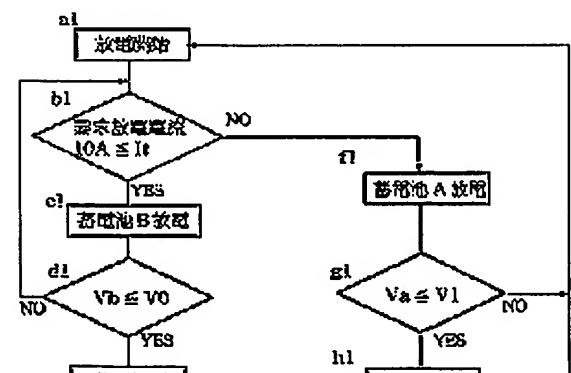 a1
放電開始
b1
要求放電電流
10A ≦ It
NO
YES
c1
蓄電池B放電
d1
Vb ≦ V0
NO
YES
f1
蓄電池A放電
g1
Va ≦ V1
NO
YES
h1